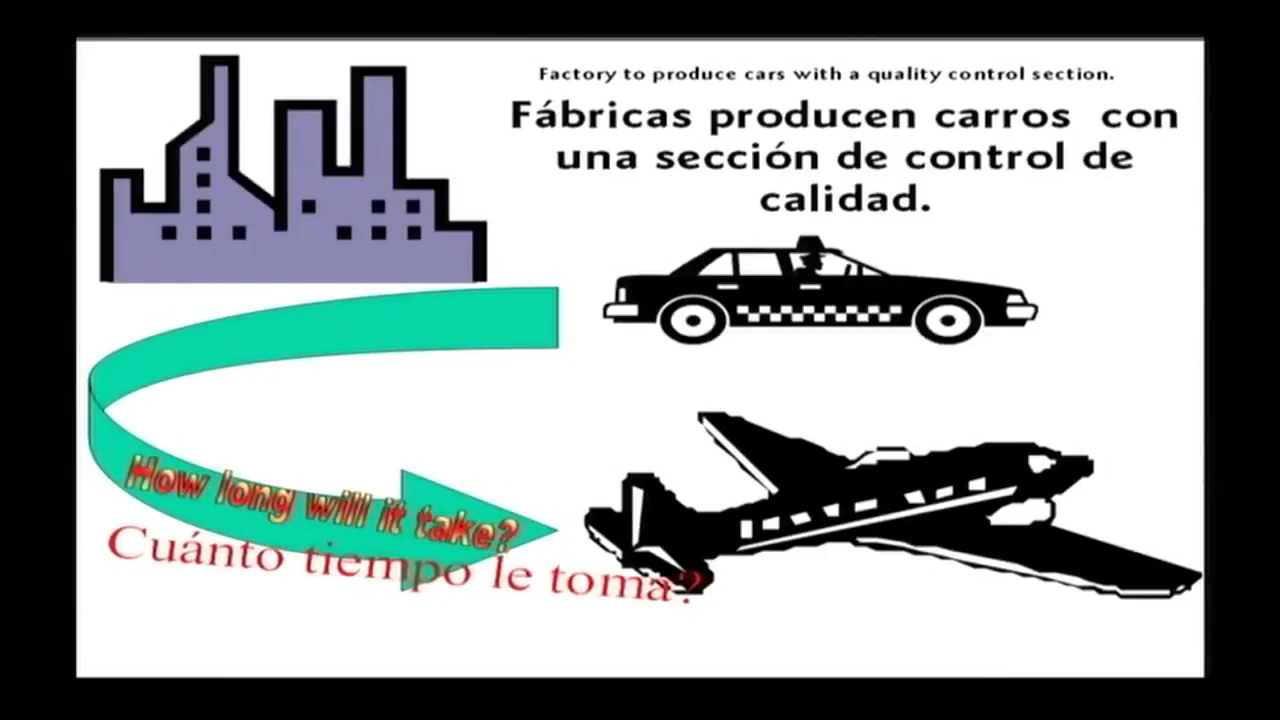 Factory to produce cars with a quality control section.
Fábricas producen carros con
una sección de control de
calidad.
How long will it take?
Cuánto tiempo le toma?